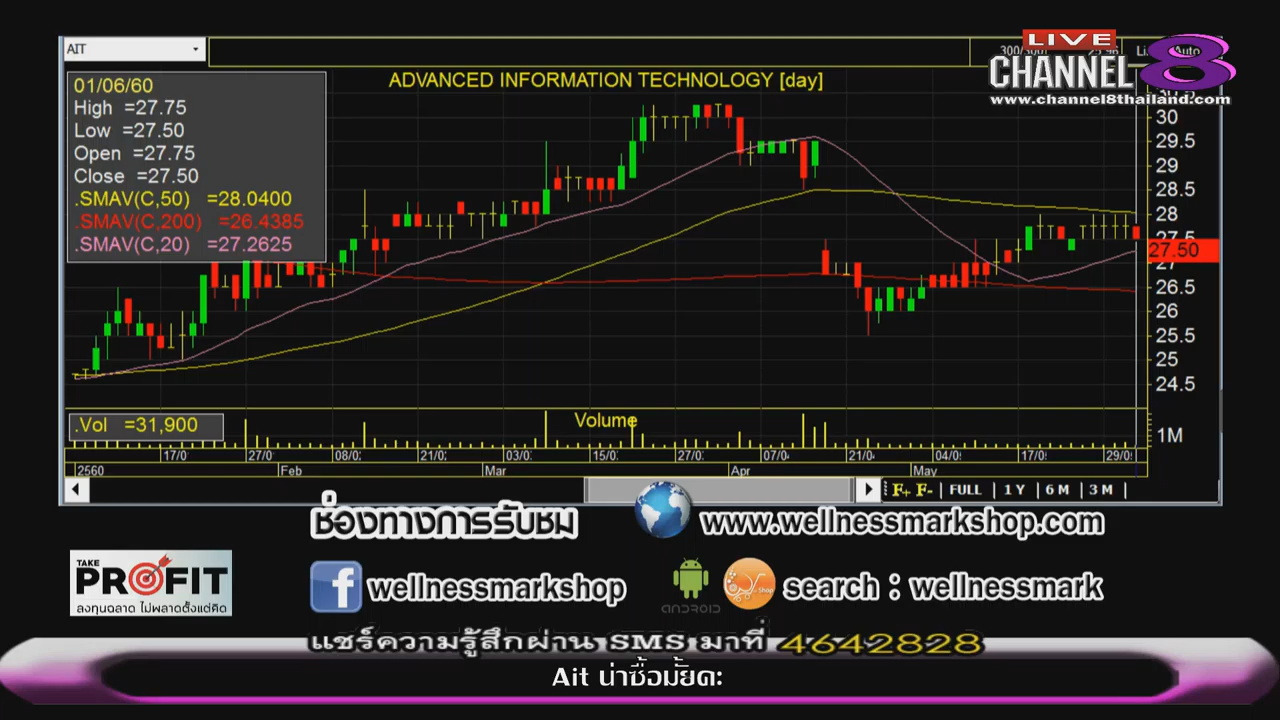 AIT
LIVE
CHANNEL 8
www.channel8thailand.com
ADVANCED INFORMATION TECHNOLOGY [day]
01/06/60
High =27.75
Low =27.50
Open =27.75
Close =27.50
.SMAV(C,50) =28.0400
.SMAV(C,200) =26.4385
.SMAV(C,20) =27.2625
30
29.5
29
28.5
28
27.5
27.50
27
26.5
26
25.5
25
24.5
.Vol =31,900
Volume
1M
17/0 27/0 08/0 21/0 03/0 15/0 27/0 07/0 21/0 04/0 17/0 29/0
2560 Feb Mar Apr May
F+ F- FULL 1 Y 6 M 3 M
ช่องทางการรับชม
www.wellnessmarkshop.com
TAKE
PROFIT
ลงทุนฉลาด ไม่พลาดตั้งแต่คิด
wellnessmarkshop
ANDROID
Shop
search : wellnessmark
แชร์ความรู้สึกผ่าน SMS มาที่ 4642828
Ait น่าซื้อมั้ยคะ